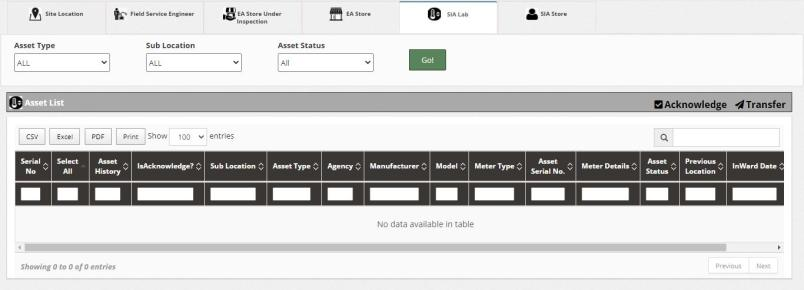 Site Location
Field Service Engineer
EA Store Under
Inspection
EA Store
SIA Lab
SIA Store
Asset Type
Sub Location
Asset Status
ALL
ALL
All
Go!
Asset List
Acknowledge
Transfer
CSV
Excel
PDF
Print
Show 100 entries
Serial
No
Select
All
Asset
History
IsAcknowledge?
Sub Location
Asset Type
Agency
Manufacturer
Model
Meter Type
Asset
Serial No.
Meter Details
Asset
Status
Previous
Location
InWard Date
No data available in table
Showing 0 to 0 of 0 entries
Previous
Next